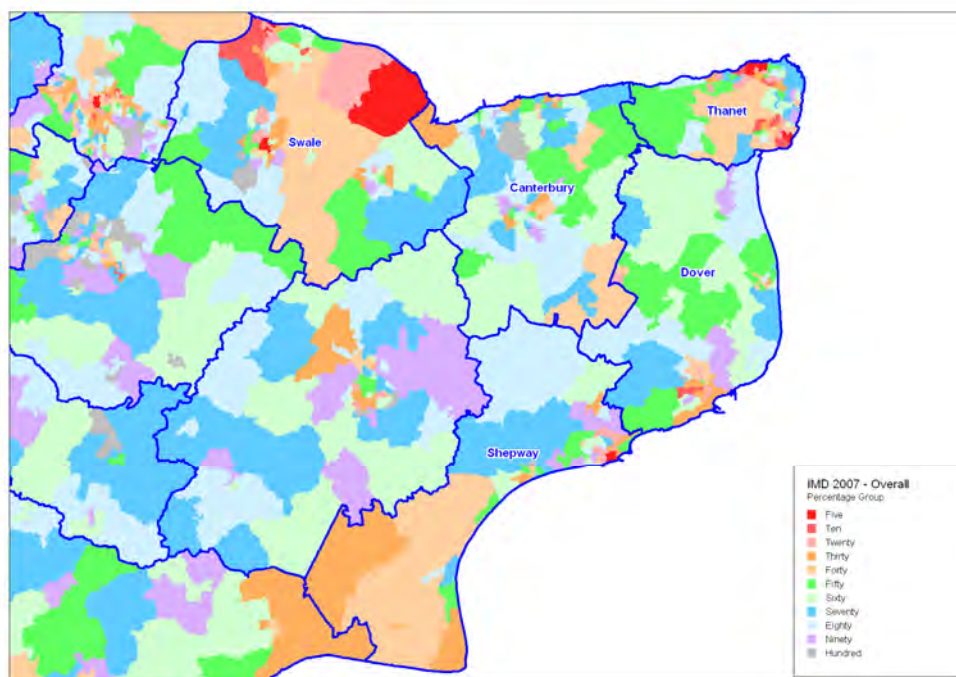 Thanet
Swale
Canterbury
Dover
Shepway
IMD 2007 - Overall
Percentage Group
Five
Ten
Twenty
Thirty
Forty
Fifty
Sixty
Seventy
Eighty
Ninety
Hundred